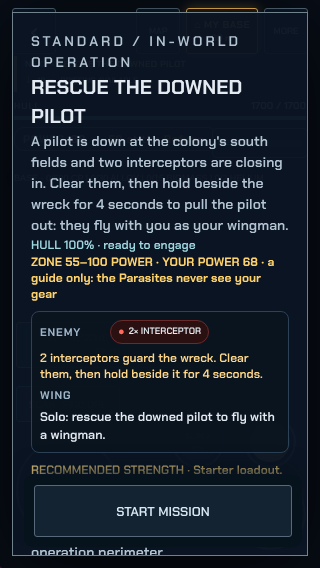 STANDARD / IN-WORLD
OPERATION
RESCUE THE DOWNED
PILOT
A pilot is down at the colony's south
fields and two interceptors are closing
in. Clear them, then hold beside the
wreck for 4 seconds to pull the pilot
out: they fly with you as your wingman.
HULL 100% · ready to engage
ZONE 55–100 POWER · YOUR POWER 68 · a
guide only: the Parasites never see your
gear
ENEMY
2× INTERCEPTOR
2 interceptors guard the wreck. Clear
them, then hold beside it for 4 seconds.
WING
Solo: rescue the downed pilot to fly with
a wingman.
RECOMMENDED STRENGTH · Starter loadout.
START MISSION
operation perimeter